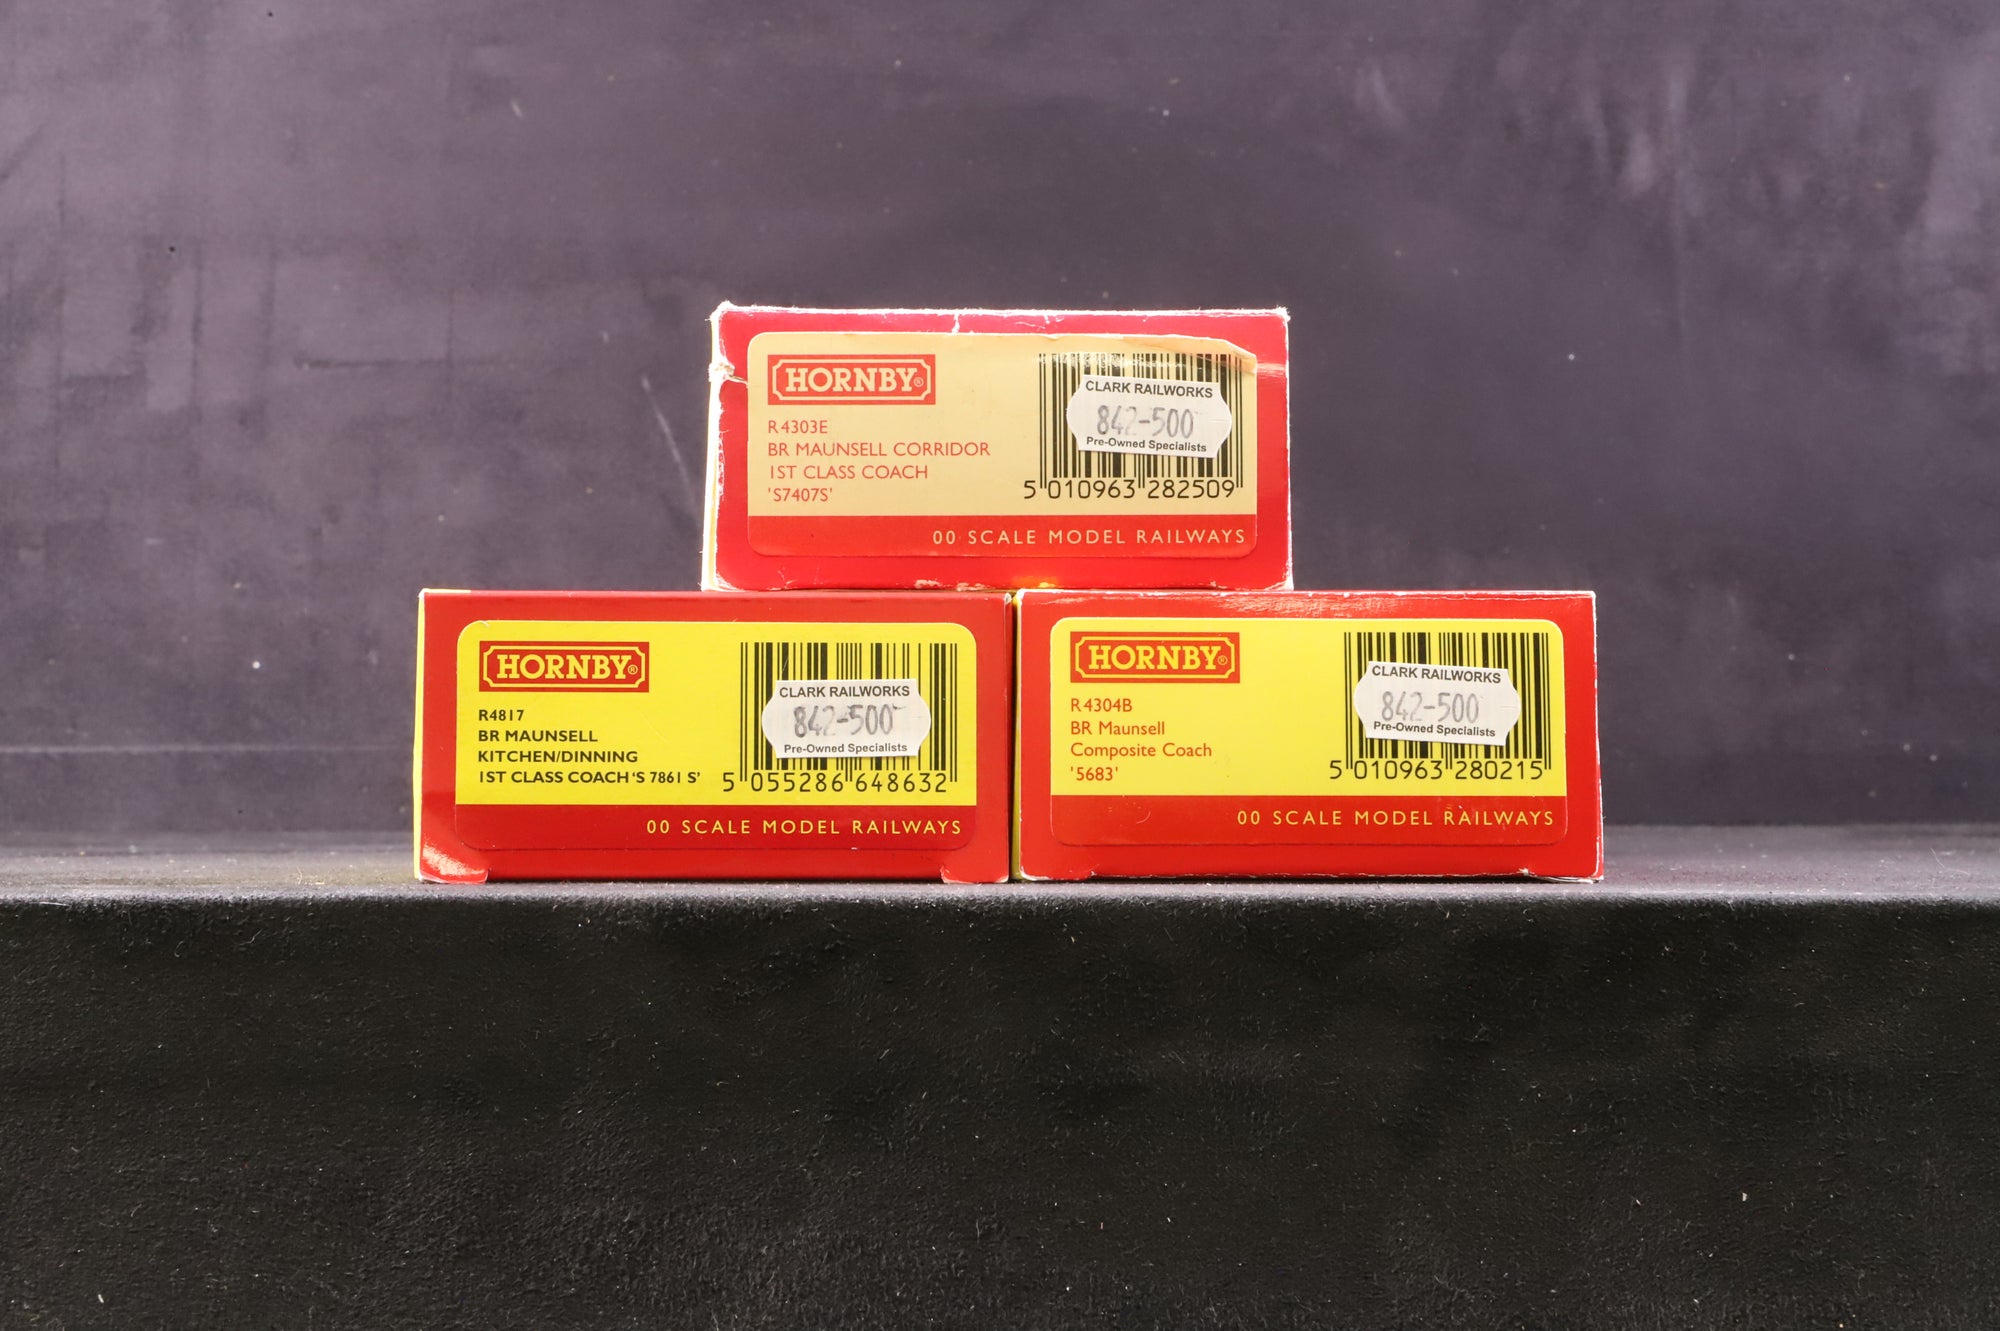 HORNBY®
R4303E
BR MAUNSELL CORRIDOR
1ST CLASS COACH
'S7407S'
CLARK RAILWORKS
842-500
Pre-Owned Specialists
5 010963 282509
00 SCALE MODEL RAILWAYS
HORNBY®
R4817
BR MAUNSELL
KITCHEN/DINNING
1ST CLASS COACH 'S 7861 S'
CLARK RAILWORKS
842-500
Pre-Owned Specialists
5 055286 648632
00 SCALE MODEL RAILWAYS
HORNBY®
R4304B
BR Maunsell
Composite Coach
'5683'
CLARK RAILWORKS
842-500
Pre-Owned Specialists
5 010963 280215
00 SCALE MODEL RAILWAYS